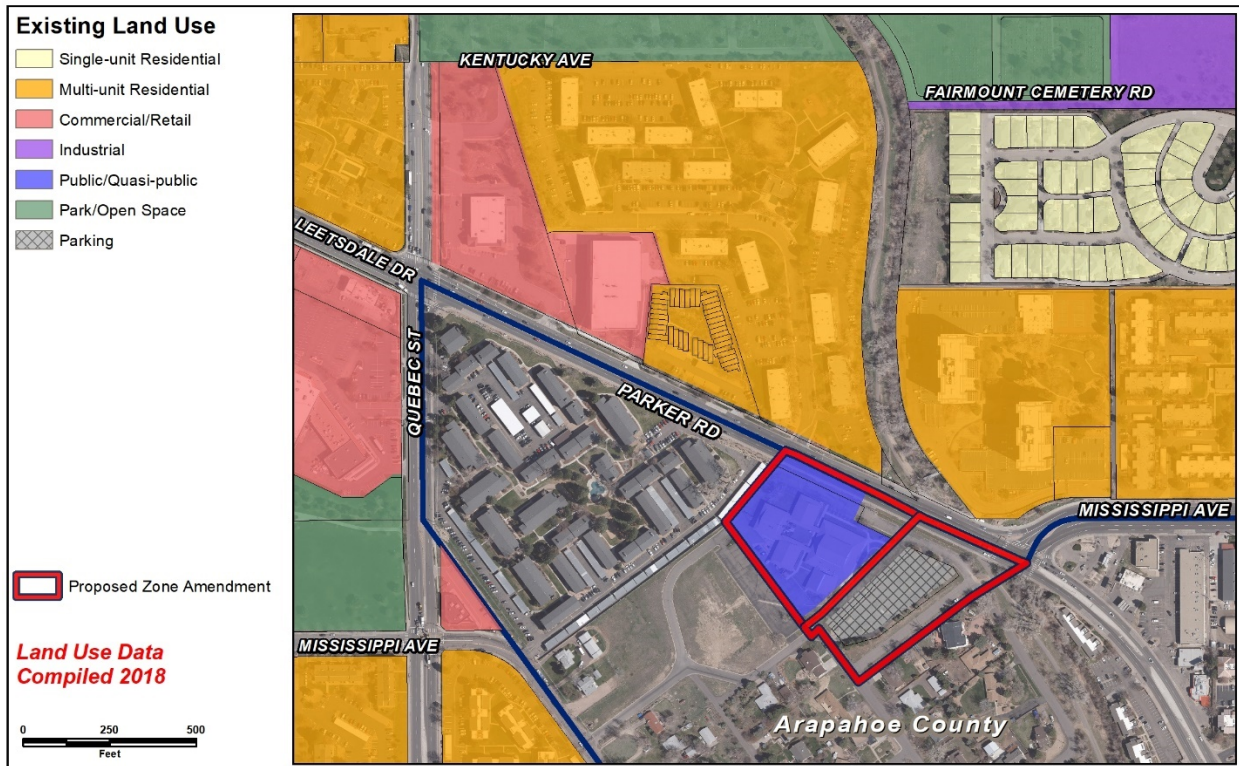 Existing Land Use
Single-unit Residential
Multi-unit Residential
Commercial/Retail
Industrial
Public/Quasi-public
Park/Open Space
Parking
Proposed Zone Amendment
Land Use Data
Compiled 2018
0 250 500
Feet
KENTUCKY AVE
FAIRMOUNT CEMETERY RD
LEETSDALE DR
QUEBEC ST
PARKER RD
MISSISSIPPI AVE
MISSISSIPPI AVE
Arapahoe County